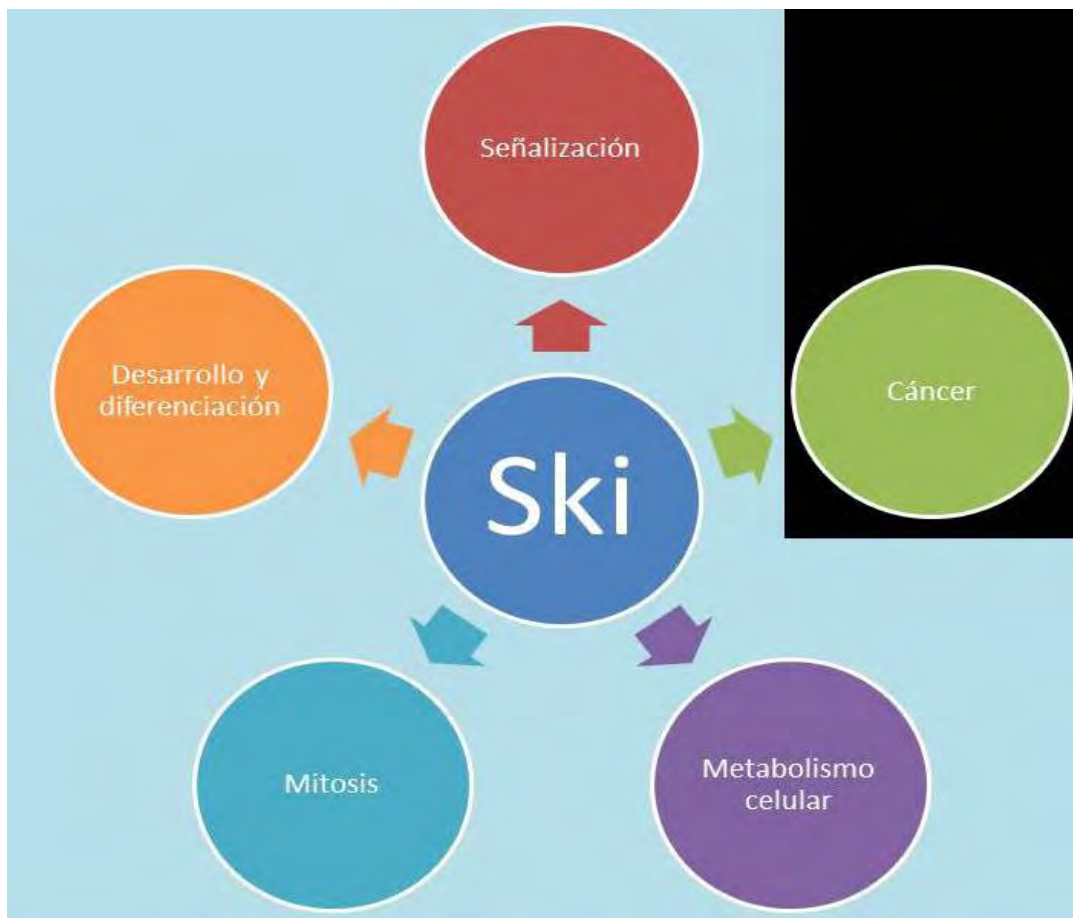 Señalización
Desarrollo y
diferenciación
Cáncer
Ski
Mitosis
Metabolismo
celular